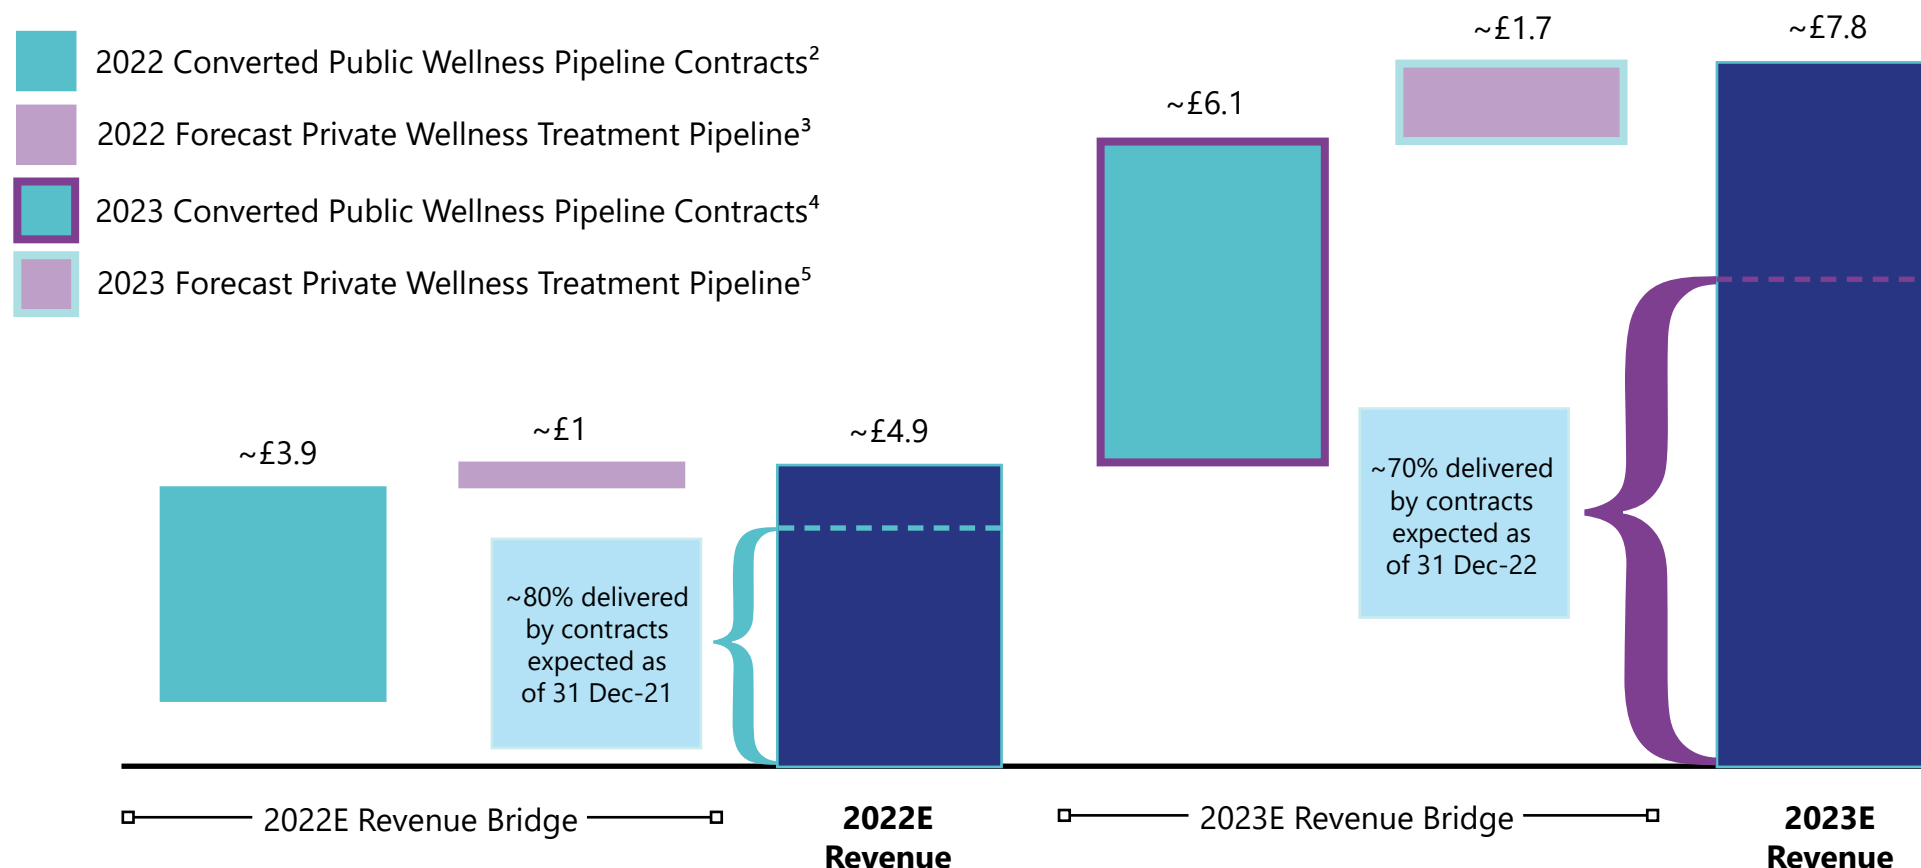 2022 Converted Public Wellness Pipeline Contracts²
2022 Forecast Private Wellness Treatment Pipeline³
2023 Converted Public Wellness Pipeline Contracts⁴
2023 Forecast Private Wellness Treatment Pipeline⁵
~£3.9
~£1
~£4.9
~£6.1
~£1.7
~£7.8
~80% delivered
by contracts
expected as
of 31 Dec-21
~70% delivered
by contracts
expected as
of 31 Dec-22
2022E Revenue Bridge
2022E
Revenue
2023E Revenue Bridge
2023E
Revenue